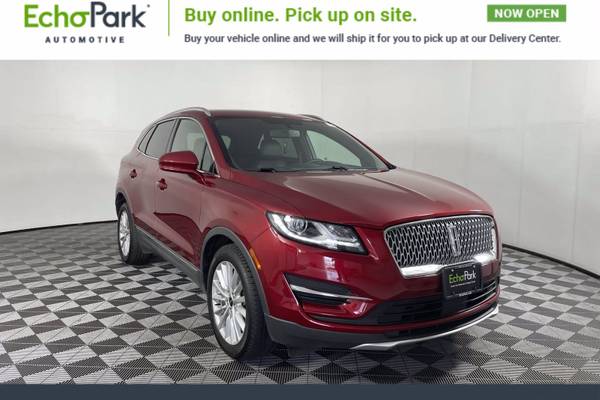 EchoPark®
AUTOMOTIVE
Buy online. Pick up on site.
NOW OPEN
Buy your vehicle online and we will ship it for you to pick up at our Delivery Center.
EchoPark